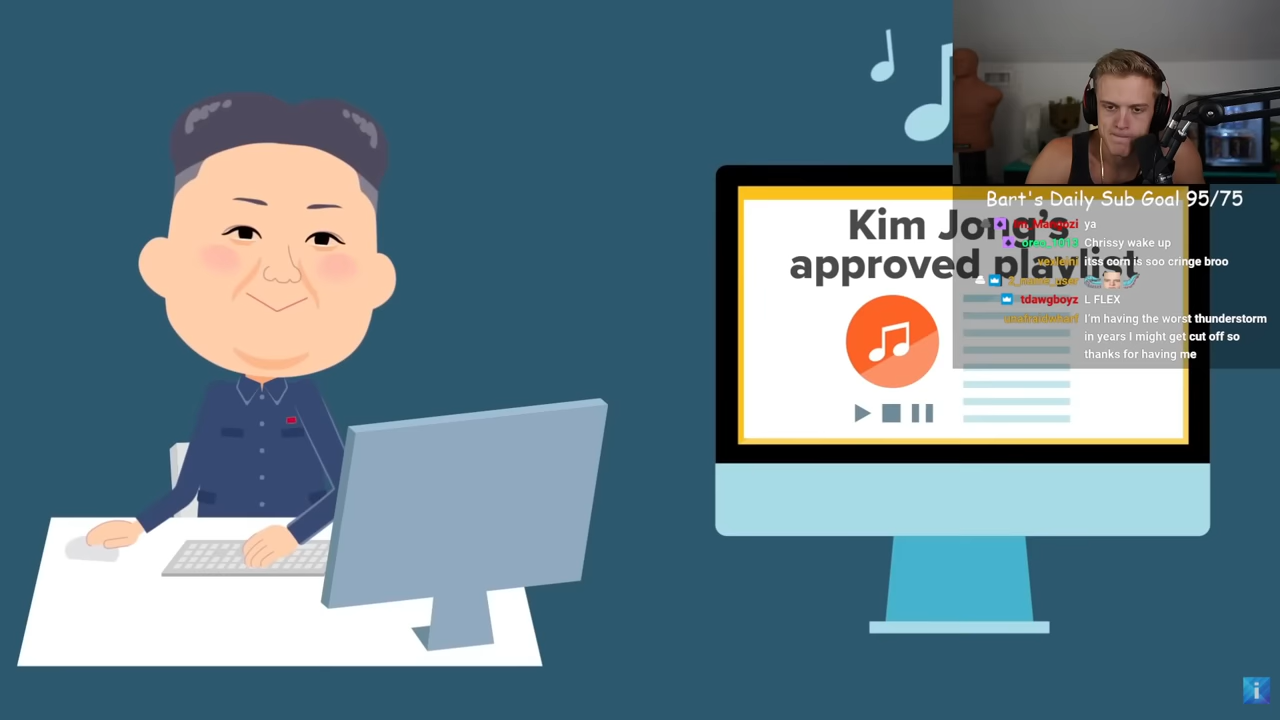 Kim Jong's
approved playlist
Bart's Daily Sub Goal 95/75
ya
Chrissy wake up
itss corn is soo cringe broo
tdawgboyz L FLEX
I'm having the worst thunderstorm
in years I might get cut off so
thanks for having me
i